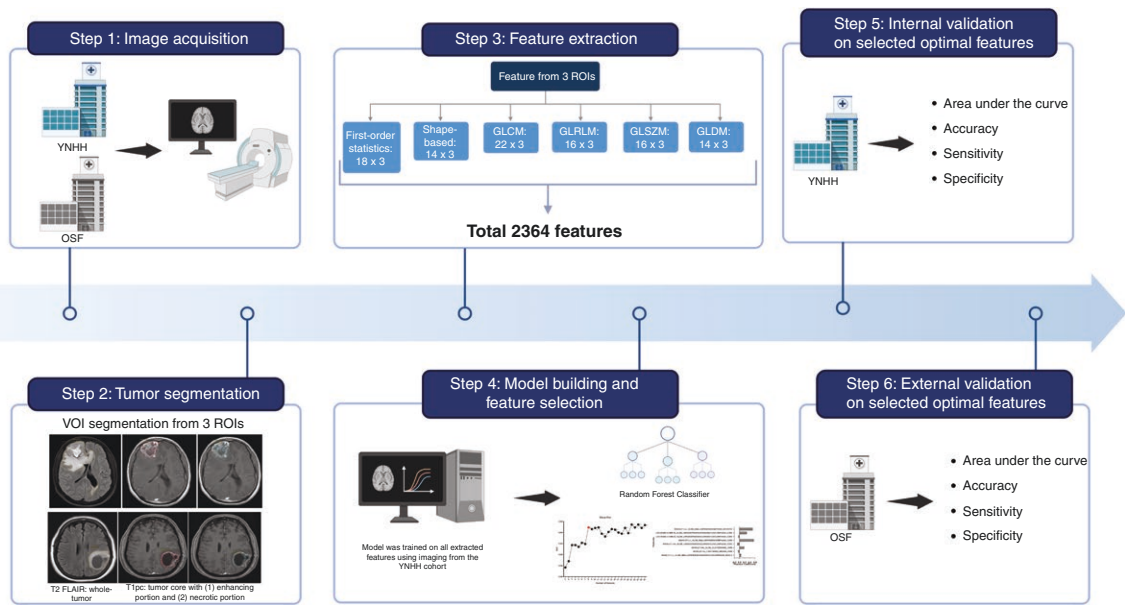 Step 1: Image acquisition
YNHH
OSF
Step 2: Tumor segmentation
VOI segmentation from 3 ROIs
T2 FLAIR: whole-
tumor
T1pc: tumor core with (1) enhancing
portion and (2) necrotic portion
Step 3: Feature extraction
Feature from 3 ROIs
First-order
statistics:
18 x 3
Shape-
based:
14 x 3
GLCM:
22 x 3
GLRLM:
16 x 3
GLSZM:
16 x 3
GLDM:
14 x 3
Total 2364 features
Step 4: Model building and
feature selection
Model was trained on all extracted
features using imaging from the
YNHH cohort
Random Forest Classifier
Step 5: Internal validation
on selected optimal features
YNHH
• Area under the curve
• Accuracy
• Sensitivity
• Specificity
Step 6: External validation
on selected optimal features
OSF
• Area under the curve
• Accuracy
• Sensitivity
• Specificity